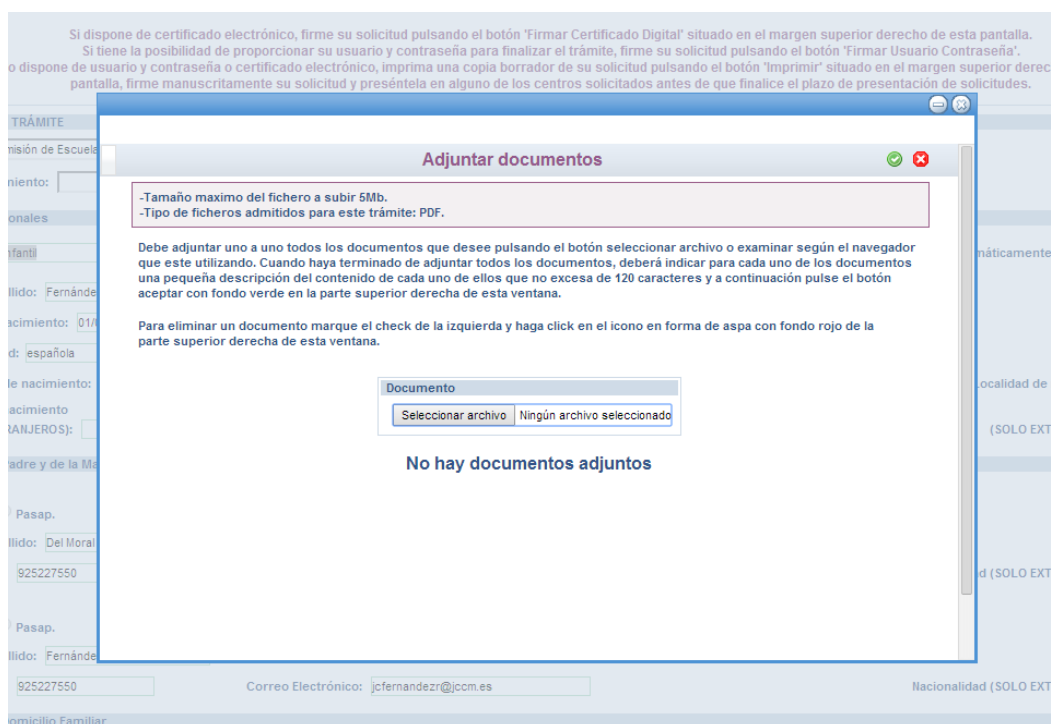 Si dispone de certificado electrónico, firme su solicitud pulsando el botón 'Firmar Certificado Digital' situado en el margen superior derecho de esta pantalla.
Si tiene la posibilidad de proporcionar su usuario y contraseña para finalizar el trámite, firme su solicitud pulsando el botón 'Firmar Usuario Contraseña'.
o dispone de usuario y contraseña o certificado electrónico, imprima una copia borrador de su solicitud pulsando el botón 'Imprimir' situado en el margen superior derec
pantalla, firme manuscritamente su solicitud y preséntela en alguno de los centros solicitados antes de que finalice el plazo de presentación de solicitudes.
TRÁMITE
misión de Escuela
miento:
Adjuntar documentos
-Tamaño maximo del fichero a subir 5Mb.
-Tipo de ficheros admitidos para este trámite: PDF.
onales
Debe adjuntar uno a uno todos los documentos que desee pulsando el botón seleccionar archivo o examinar según el navegador
nfantil que este utilizando. Cuando haya terminado de adjuntar todos los documentos, deberá indicar para cada uno de los documentos máticamente
una pequeña descripción del contenido de cada uno de ellos que no excesa de 120 caracteres y a continuación pulse el botón
llido: Fernánde aceptar con fondo verde en la parte superior derecha de esta ventana.
acimiento: 01/ Para eliminar un documento marque el check de la izquierda y haga click en el icono en forma de aspa con fondo rojo de la
parte superior derecha de esta ventana.
d: española
le nacimiento: Documento ocalidad de
acimiento Seleccionar archivo Ningún archivo seleccionado
RANJEROS): (SOLO EXT
Padre y de la Ma No hay documentos adjuntos
Pasap.
llido: Del Moral
925227550 d (SOLO EXT
Pasap.
llido: Fernánde
925227550 Correo Electrónico: jcfernandezr@jccm.es Nacionalidad (SOLO EXT
omicilio Familiar